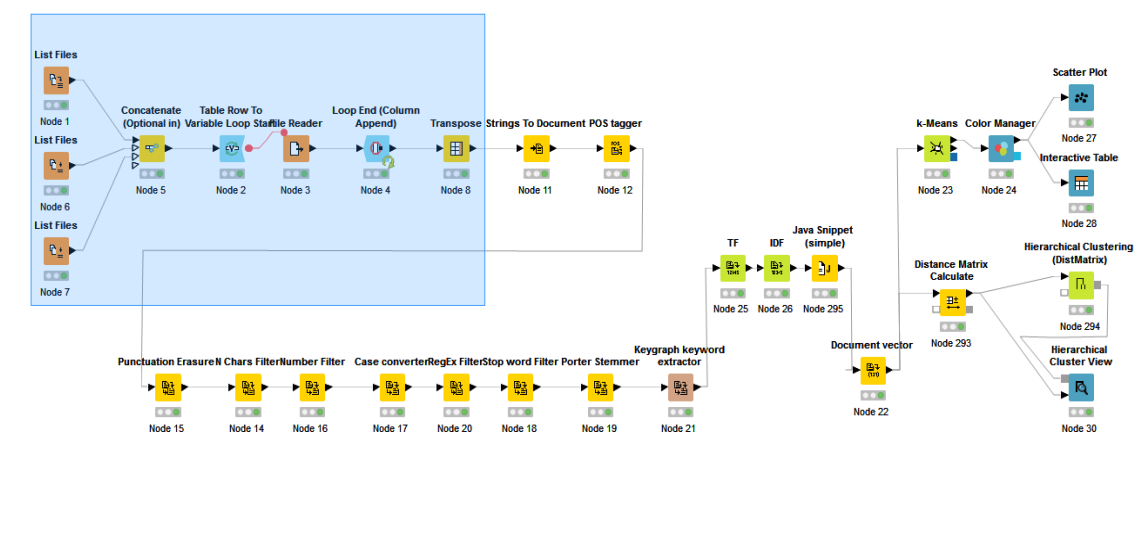 List Files
Node 1
List Files
Node 6
List Files
Node 7
Concatenate
(Optional in)
Node 5
Table Row To
Variable Loop Start
Node 2
File Reader
Node 3
Loop End (Column
Append)
Node 4
Transpose
Node 8
Strings To Document
Node 11
POS tagger
Node 12
Punctuation Erasure
Node 15
N Chars Filter
Node 14
Number Filter
Node 16
Case converter
Node 17
RegEx Filter
Node 20
Stop word Filter
Node 18
Porter Stemmer
Node 19
Keygraph keyword
extractor
Node 21
TF
Node 25
IDF
Node 26
Java Snippet
(simple)
Node 295
Document vector
Node 22
k-Means
Node 23
Color Manager
Node 24
Scatter Plot
Node 27
Interactive Table
Node 28
Distance Matrix
Calculate
Node 293
Hierarchical Clustering
(DistMatrix)
Node 294
Hierarchical
Cluster View
Node 30